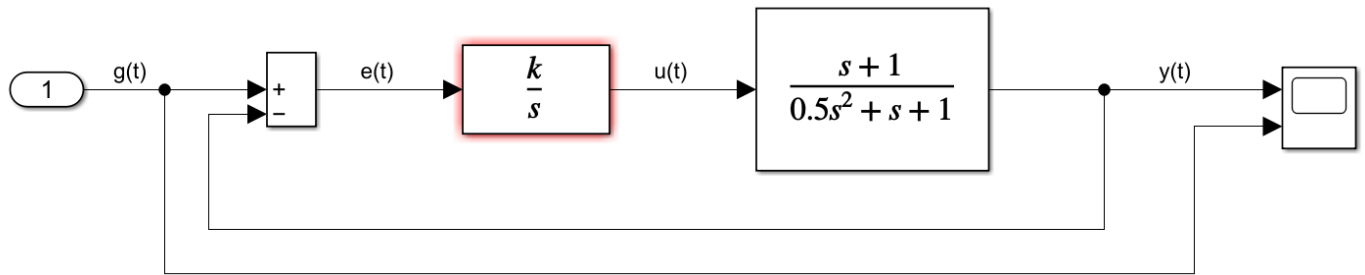 1
g(t)
+
−
e(t)
k
s
u(t)
s + 1
0.5s² + s + 1
y(t)